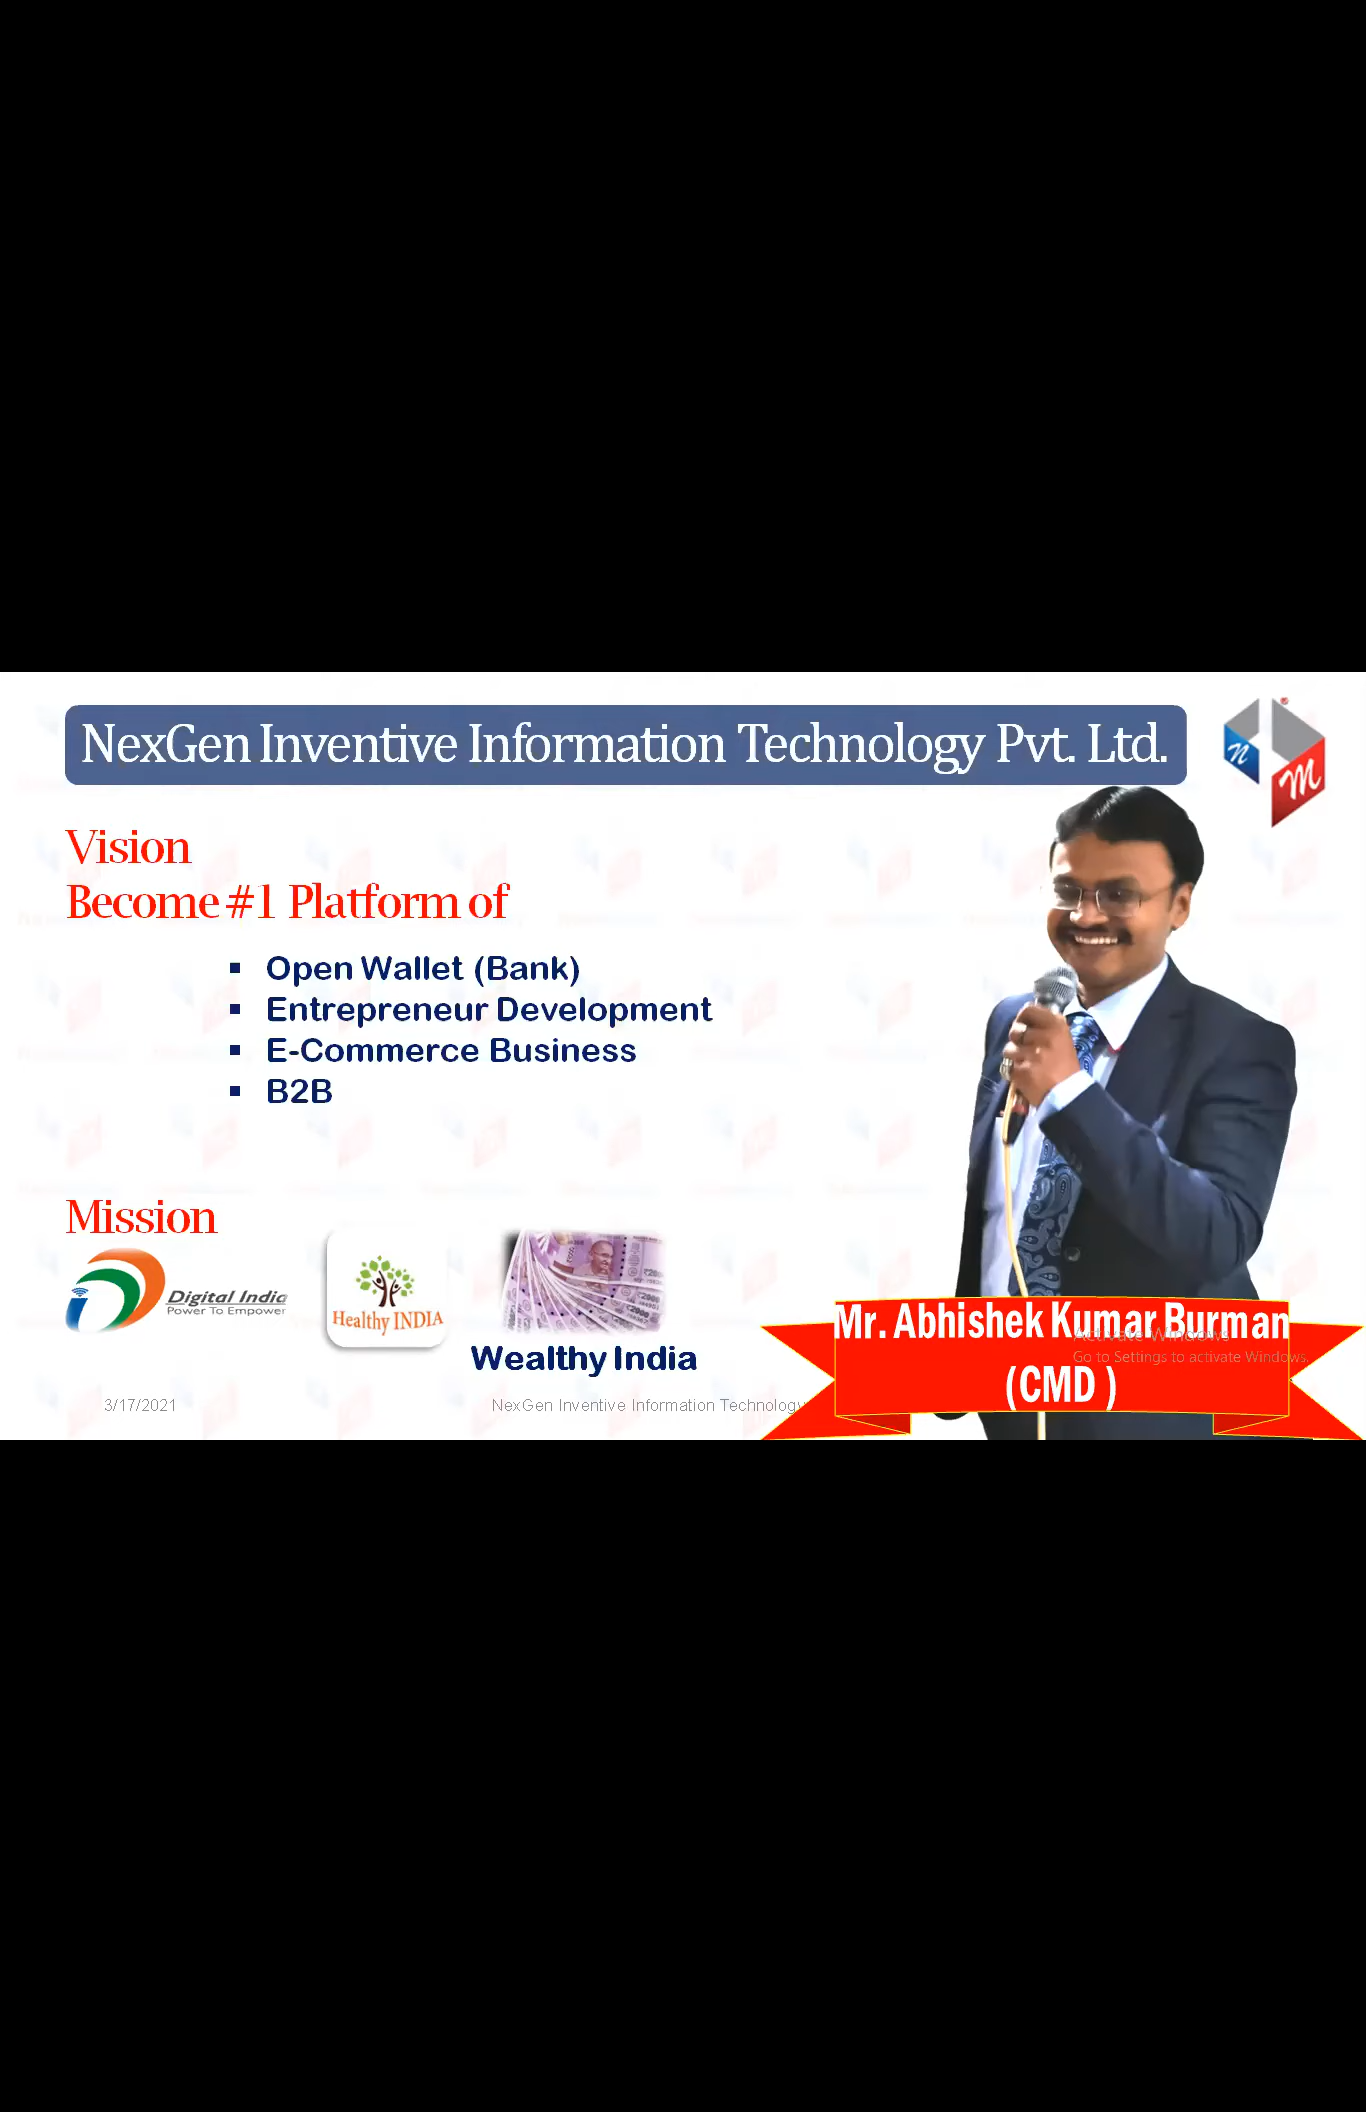 NexGen Inventive Information Technology Pvt. Ltd.
n
m
Vision
Become #1 Platform of
▪ Open Wallet (Bank)
▪ Entrepreneur Development
▪ E-Commerce Business
▪ B2B
Mission
Digital India
Power To Empower
Healthy INDIA
Wealthy India
Mr. Abhishek Kumar Burman
(CMD )
Activate Windows
Go to Settings to activate Windows.
3/17/2021
NexGen Inventive Information Technology